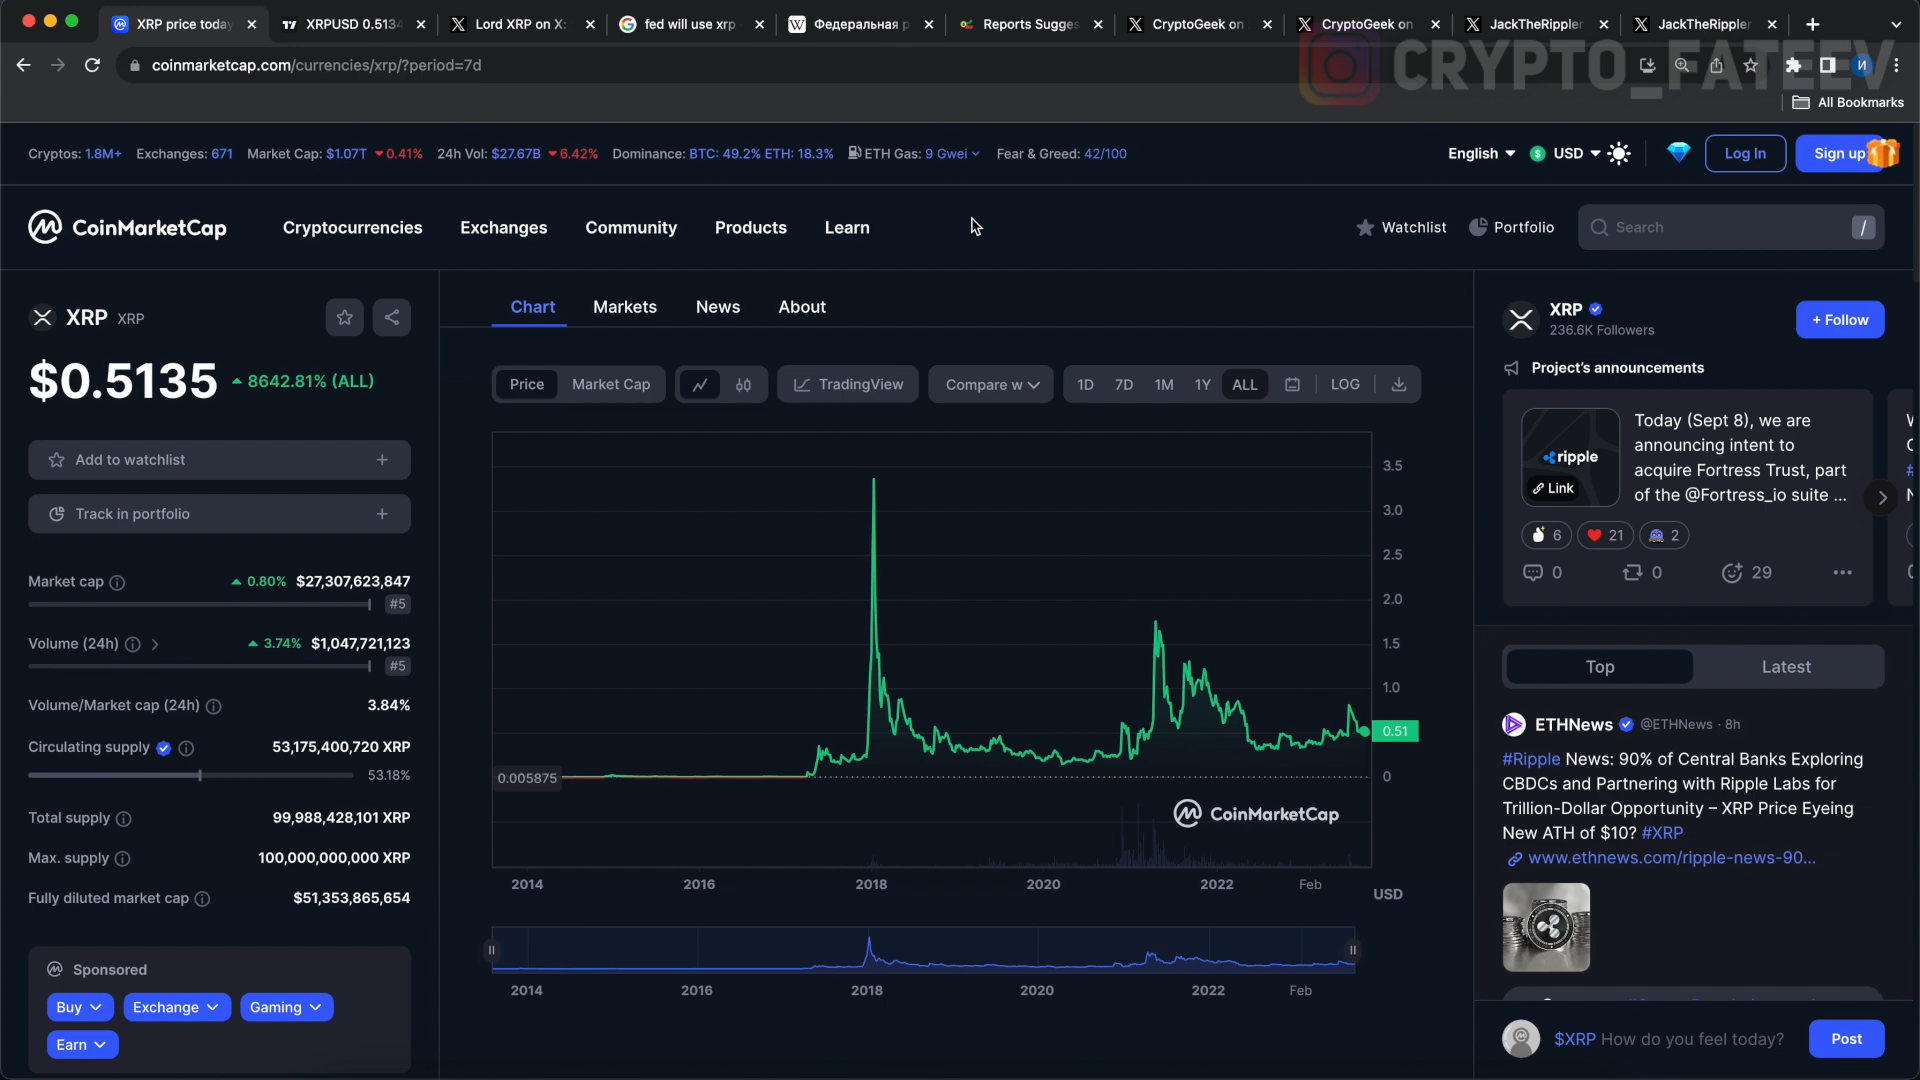 XRP price today
XRPUSD 0.5134
Lord XRP on X:
fed will use xrp
Федеральная р
Reports Sugges
CryptoGeek on
CryptoGeek on
JackTheRippler
JackTheRippler
coinmarketcap.com/currencies/xrp/?period=7d
CRYPTO_FATEEV
И
All Bookmarks
Cryptos: 1.8M+ Exchanges: 671 Market Cap: $1.07T 0.41% 24h Vol: $27.67B 6.42% Dominance: BTC: 49.2% ETH: 18.3% ETH Gas: 9 Gwei Fear & Greed: 42/100
English
USD
Log In
Sign up
CoinMarketCap
Cryptocurrencies
Exchanges
Community
Products
Learn
Watchlist
Portfolio
Search
/
XRP XRP
$0.5135 8642.81% (ALL)
Add to watchlist +
Track in portfolio +
Market cap 0.80% $27,307,623,847
#5
Volume (24h) 3.74% $1,047,721,123
#5
Volume/Market cap (24h) 3.84%
Circulating supply 53,175,400,720 XRP
53.18%
Total supply 99,988,428,101 XRP
Max. supply 100,000,000,000 XRP
Fully diluted market cap $51,353,865,654
Sponsored
Buy
Exchange
Gaming
Earn
Chart
Markets
News
About
Price
Market Cap
TradingView
Compare w
1D
7D
1M
1Y
ALL
LOG
3.5
3.0
2.5
2.0
1.5
1.0
0.51
0
0.005875
CoinMarketCap
2014 2016 2018 2020 2022 Feb
USD
2014 2016 2018 2020 2022 Feb
XRP
236.6K Followers
+ Follow
Project's announcements
ripple
Link
Today (Sept 8), we are
announcing intent to
acquire Fortress Trust, part
of the @Fortress_io suite ...
6
21
2
0
0
29
Top
Latest
ETHNews @ETHNews · 8h
#Ripple News: 90% of Central Banks Exploring
CBDCs and Partnering with Ripple Labs for
Trillion-Dollar Opportunity – XRP Price Eyeing
New ATH of $10? #XRP
www.ethnews.com/ripple-news-90...
$XRP How do you feel today?
Post